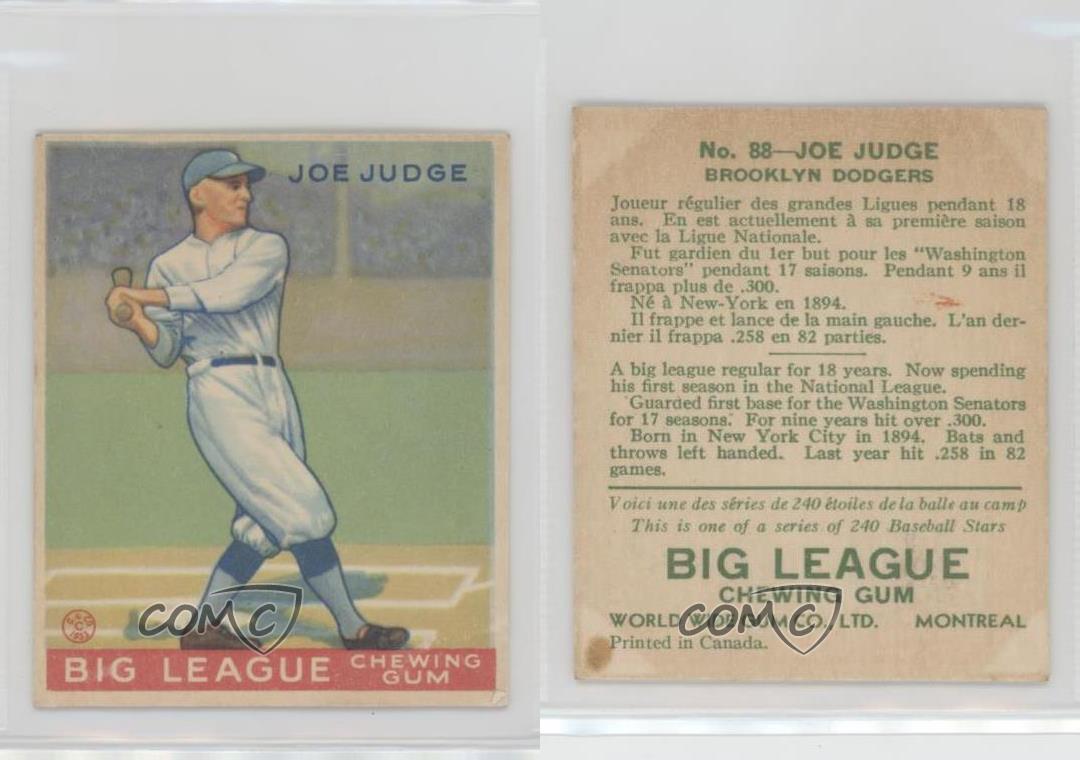 JOE JUDGE
G.G.CO.
C
1933
COMC
BIG LEAGUE CHEWING GUM
No. 88—JOE JUDGE
BROOKLYN DODGERS
Joueur régulier des grandes Ligues pendant 18
ans. En est actuellement à sa première saison
avec la Ligue Nationale.
Fut gardien du 1er but pour les "Washington
Senators" pendant 17 saisons. Pendant 9 ans il
frappa plus de .300.
Né à New-York en 1894.
Il frappe et lance de la main gauche. L'an der-
nier il frappa .258 en 82 parties.
A big league regular for 18 years. Now spending
his first season in the National League.
Guarded first base for the Washington Senators
for 17 seasons. For nine years hit over .300.
Born in New York City in 1894. Bats and
throws left handed. Last year hit .258 in 82
games.
Voici une des séries de 240 étoiles de la balle au camp
This is one of a series of 240 Baseball Stars
BIG LEAGUE
CHEWING GUM
COMC
WORLD WIDE GUM CO., LTD. MONTREAL
Printed in Canada.